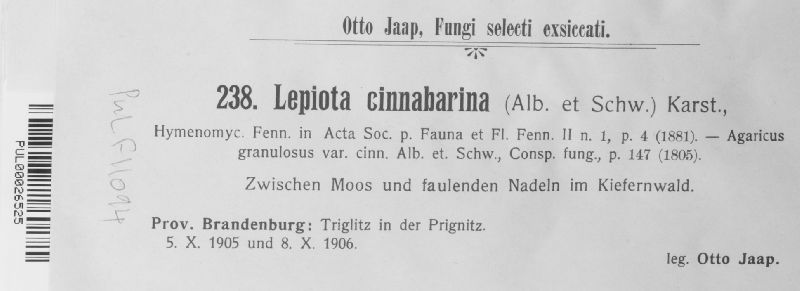 Otto Jaap, Fungi selecti exsiccati.
238. Lepiota cinnabarina (Alb. et Schw.) Karst.,
Hymenomyc. Fenn. in Acta Soc. p. Fauna et Fl. Fenn. II n. 1, p. 4 (1881). — Agaricus
granulosus var. cinn. Alb. et. Schw., Consp. fung., p. 147 (1805).
Zwischen Moos und faulenden Nadeln im Kiefernwald.
Prov. Brandenburg: Triglitz in der Prignitz.
5. X. 1905 und 8. X. 1906.
leg. Otto Jaap.
PUL00026525
PUL F11094